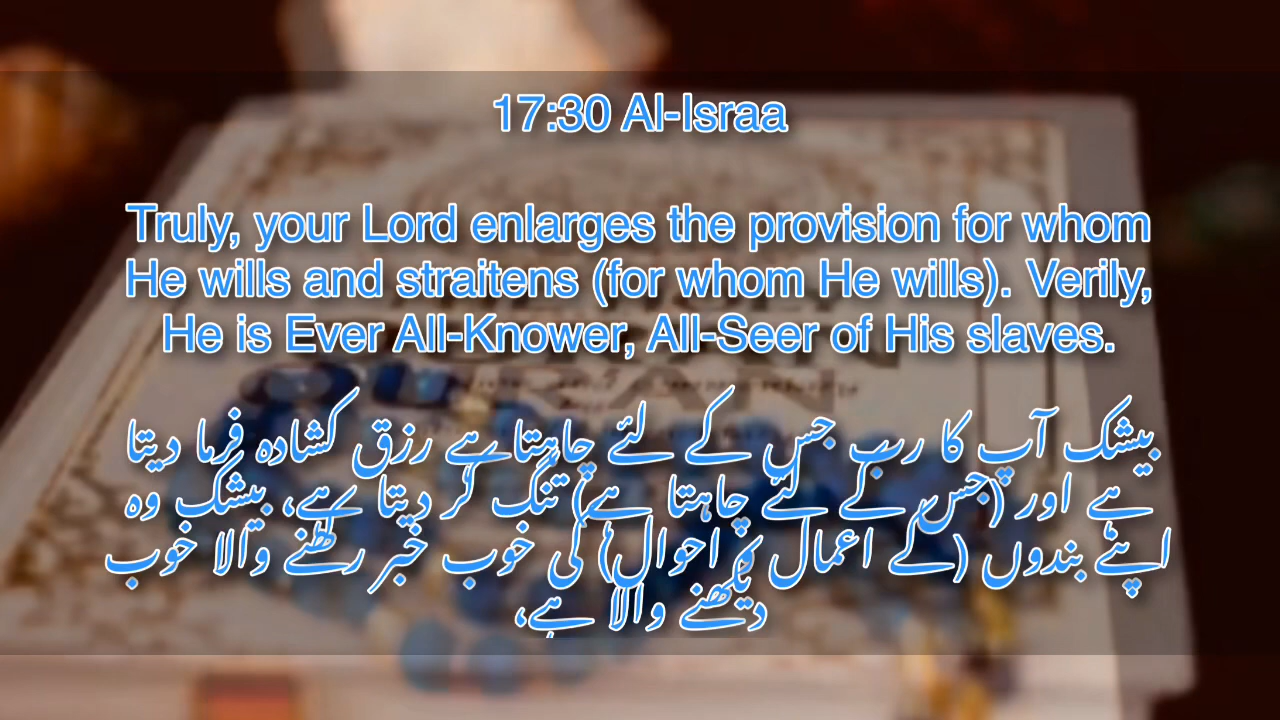 17:30 Al-Israa
Truly, your Lord enlarges the provision for whom
He wills and straitens (for whom He wills). Verily,
He is Ever All-Knower, All-Seer of His slaves.
بیشک آپ کا رب جس کے لئے چاہتا ہے رزق کشادہ فرما دیتا
ہے اور (جس کے لئے چاہتا ہے) تنگ کر دیتا ہے، بیشک وہ
اپنے بندوں (کے اعمال و احوال) کی خوب خبر رکھنے والا خوب
دیکھنے والا ہے،
QURAN